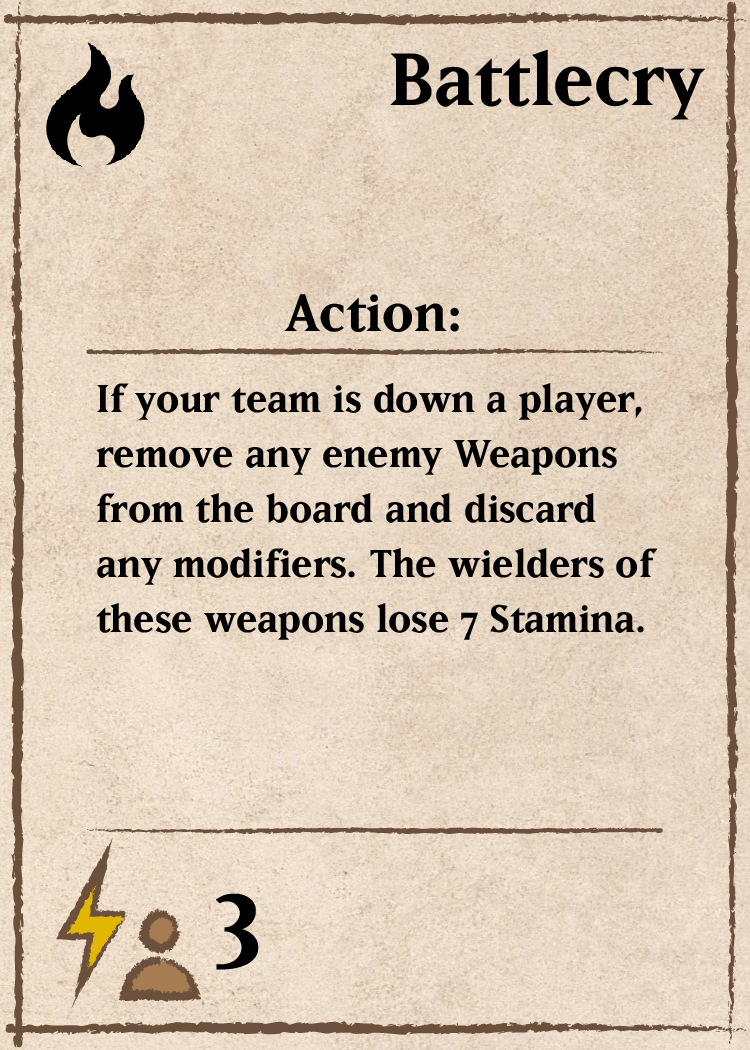 Battlecry
Action:
If your team is down a player,
remove any enemy Weapons
from the board and discard
any modifiers. The wielders of
these weapons lose 7 Stamina.
3